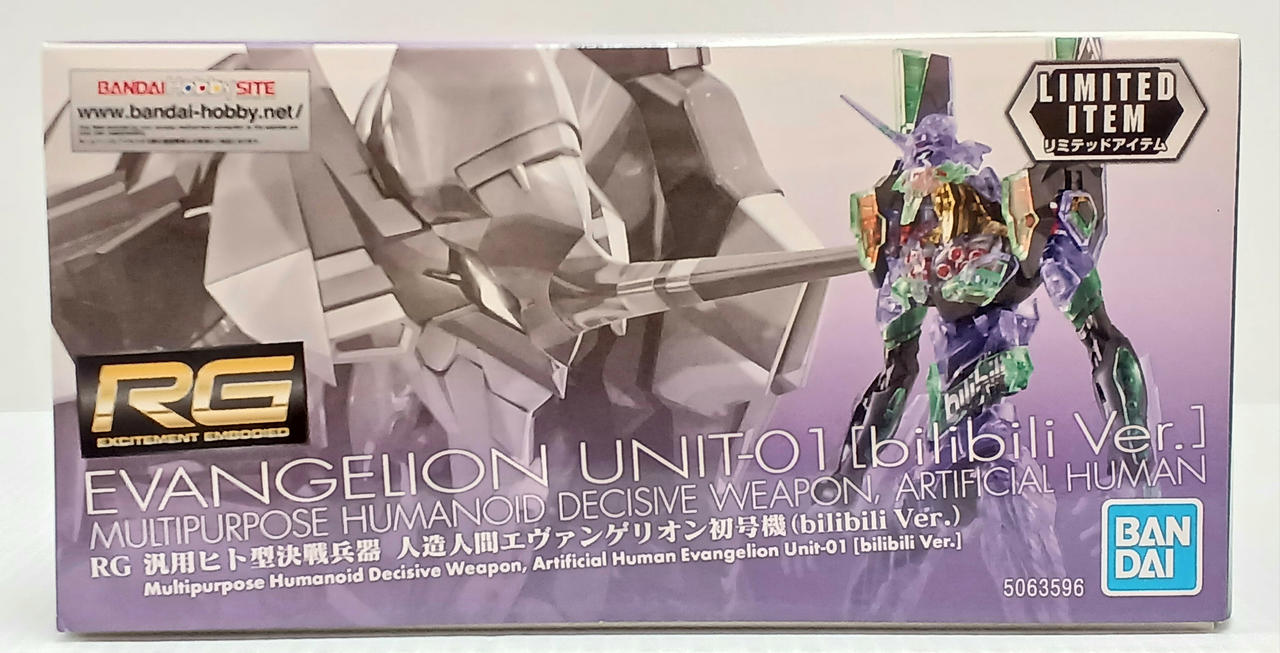 BANDAI HOBBY SITE
www.bandai-hobby.net/
LIMITED
ITEM
リミテッドアイテム
bilibili
RG
EXCITEMENT EMBODIED
EVANGELION UNIT-01 [bilibili Ver.]
MULTIPURPOSE HUMANOID DECISIVE WEAPON, ARTIFICIAL HUMAN
RG 汎用ヒト型決戦兵器 人造人間エヴァンゲリオン初号機(bilibili Ver.)
Multipurpose Humanoid Decisive Weapon, Artificial Human Evangelion Unit-01 [bilibili Ver.]
5063596
BAN
DAI